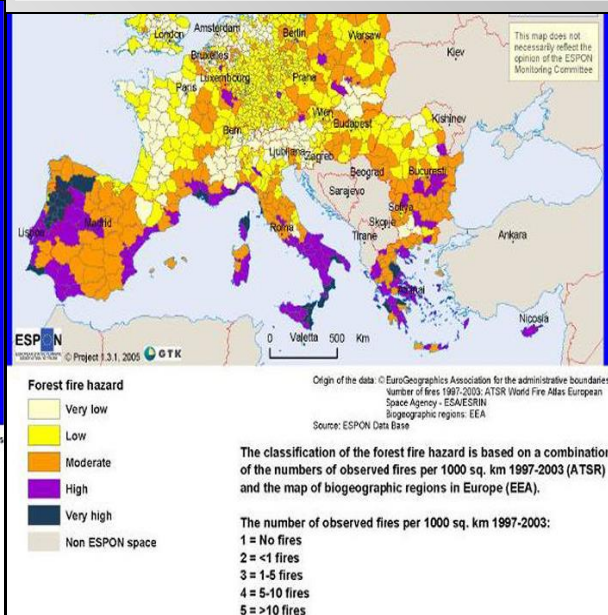 This map does not
necessarily reflect the
opinion of the ESPON
Monitoring Committee
London
Amsterdam
Berlin
Warsaw
Bruxelles
Kiev
Luxembourg
Praha
Paris
Wien
Kishinev
Bern
Budapest
Ljubljana
Zagreb
Beograd
Bucuresti
Sarajevo
Sofiya
Madrid
Roma
Skopje
Lisboa
Tirane
Ankara
Nicosia
ESPON
© Project 1.3.1, 2005
GTK
Valetta
0 500 Km
Forest fire hazard
Very low
Low
Moderate
High
Very high
Non ESPON space
Origin of the data: © EuroGeographics Association for the administrative boundaries
Number of fires 1997-2003: ATSR World Fire Atlas European
Space Agency - ESA/ESRIN
Biogeographic regions: EEA
Source: ESPON Data Base
The classification of the forest fire hazard is based on a combination
of the numbers of observed fires per 1000 sq. km 1997-2003 (ATSR)
and the map of biogeographic regions in Europe (EEA).
The number of observed fires per 1000 sq. km 1997-2003:
1 = No fires
2 = <1 fires
3 = 1-5 fires
4 = 5-10 fires
5 = >10 fires